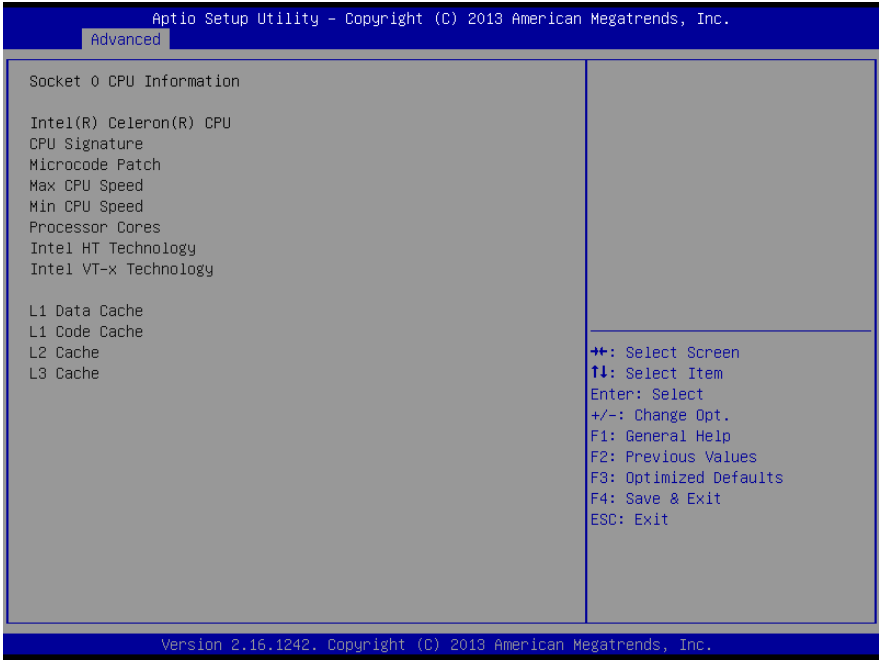 Aptio Setup Utility – Copyright (C) 2013 American Megatrends, Inc.
Advanced
Socket 0 CPU Information
Intel(R) Celeron(R) CPU
CPU Signature
Microcode Patch
Max CPU Speed
Min CPU Speed
Processor Cores
Intel HT Technology
Intel VT-x Technology
L1 Data Cache
L1 Code Cache
L2 Cache
L3 Cache
→←: Select Screen
↑↓: Select Item
Enter: Select
+/-: Change Opt.
F1: General Help
F2: Previous Values
F3: Optimized Defaults
F4: Save & Exit
ESC: Exit
Version 2.16.1242. Copyright (C) 2013 American Megatrends, Inc.